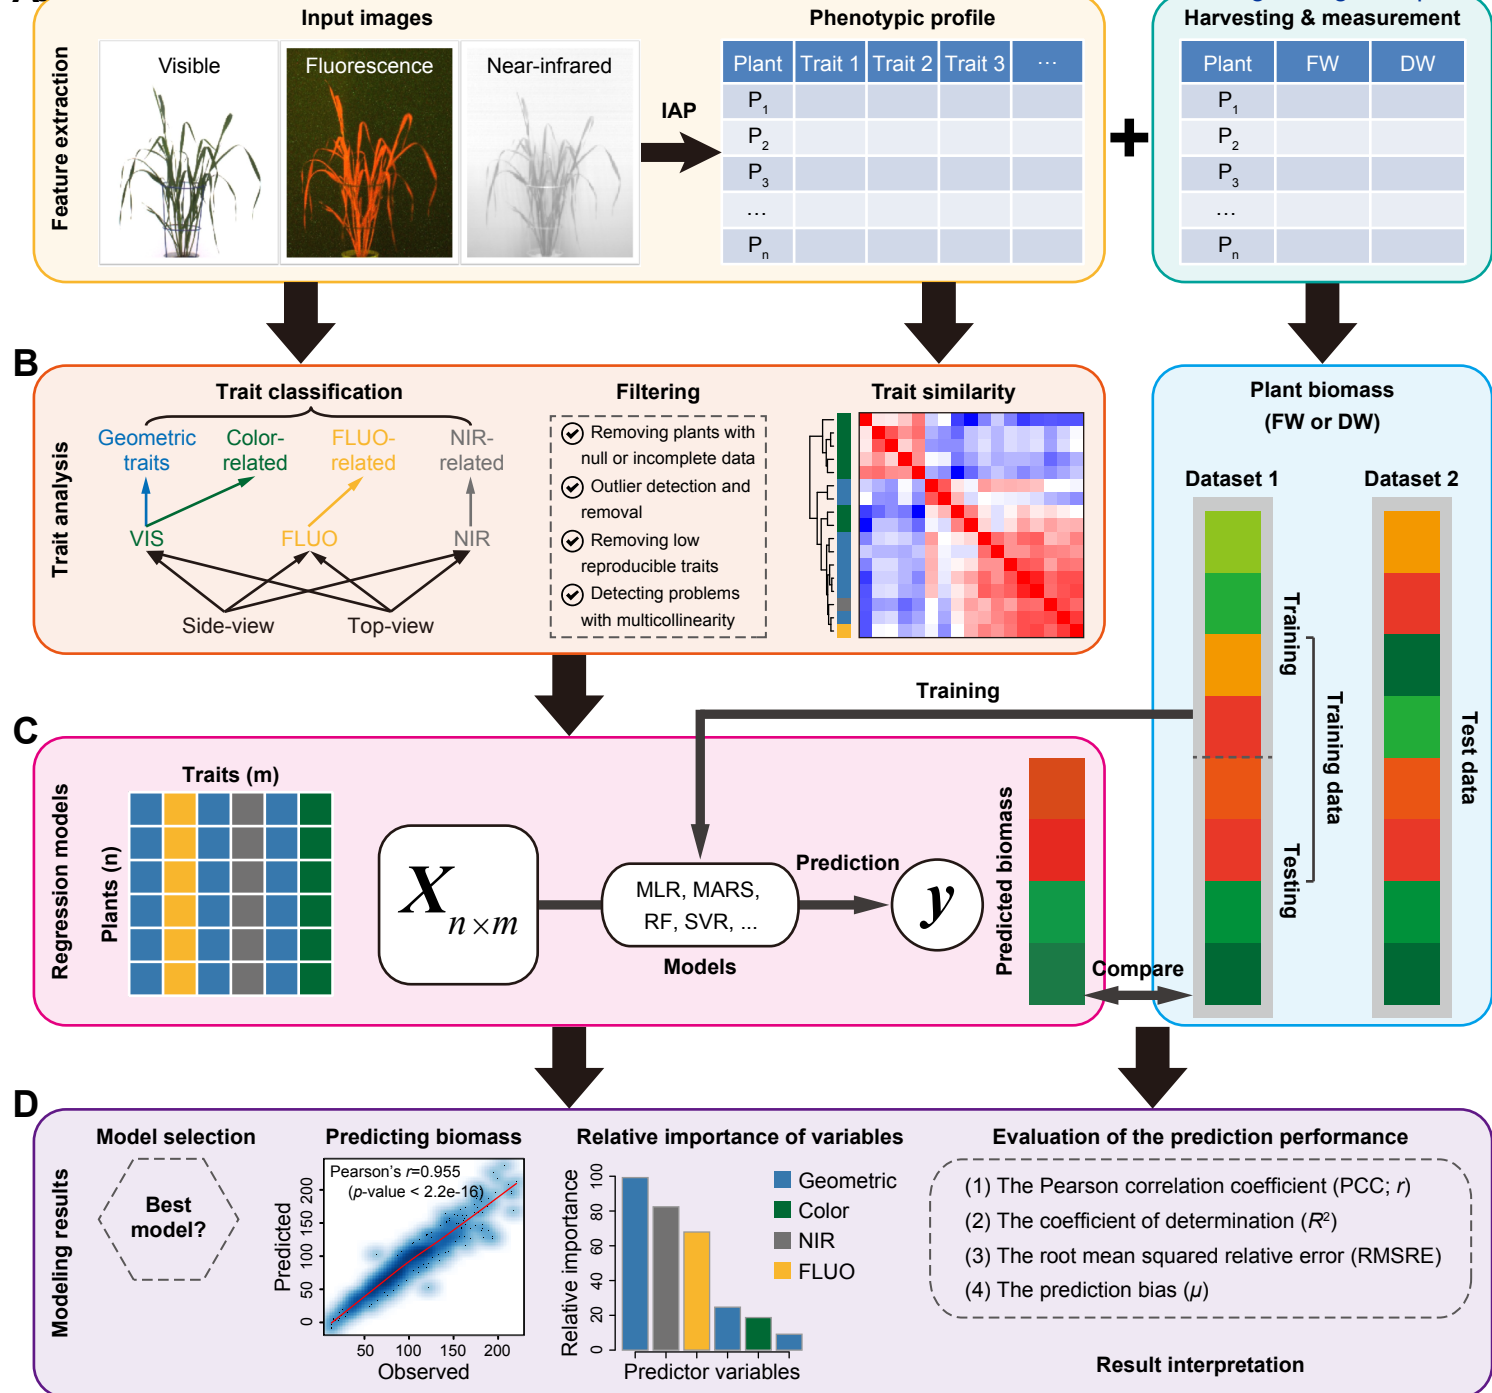 Input images
Phenotypic profile
Harvesting & measurement
Feature extraction
Visible
Fluorescence
Near-infrared
IAP
Plant Trait 1 Trait 2 Trait 3 ...
P1
P2
P3
...
Pn
+
Plant FW DW
P1
P2
P3
...
Pn
B
Trait analysis
Trait classification
Geometric traits
Color-related
FLUO-related
NIR-related
VIS
FLUO
NIR
Side-view
Top-view
Filtering
Removing plants with
null or incomplete data
Outlier detection and
removal
Removing low
reproducible traits
Detecting problems
with multicollinearity
Trait similarity
Plant biomass
(FW or DW)
Dataset 1
Dataset 2
Training
Testing
Training data
Test data
Training
C
Regression models
Traits (m)
Plants (n)
X n×m
MLR, MARS,
RF, SVR, ...
Models
Prediction
y
Predicted biomass
Compare
D
Modeling results
Model selection
Best
model?
Predicting biomass
Pearson's r=0.955
(p-value < 2.2e-16)
Predicted
0 50 100 150 200
50 100 150 200
Observed
Relative importance of variables
Relative importance
0 20 40 60 80 100
Predictor variables
Geometric
Color
NIR
FLUO
Evaluation of the prediction performance
(1) The Pearson correlation coefficient (PCC; r)
(2) The coefficient of determination (R²)
(3) The root mean squared relative error (RMSRE)
(4) The prediction bias (μ)
Result interpretation